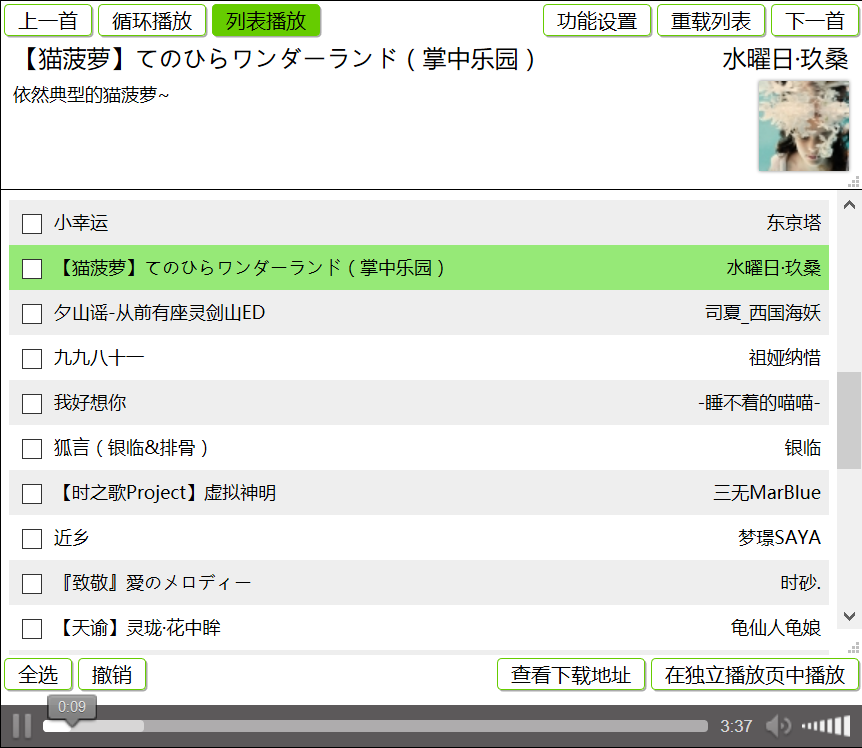 上一首 循环播放 列表播放 功能设置 重载列表 下一首
【猫菠萝】てのひらワンダーランド（掌中乐园） 水曜日·玖桑
依然典型的猫菠萝~
小幸运 东京塔
【猫菠萝】てのひらワンダーランド（掌中乐园） 水曜日·玖桑
夕山谣-从前有座灵剑山ED 司夏_西国海妖
九九八十一 祖娅纳惜
我好想你 -睡不着的喵喵-
狐言（银临&排骨） 银临
【时之歌Project】虚拟神明 三无MarBlue
近乡 梦璟SAYA
『致敬』愛のメロディー 时砂.
【天谕】灵珑·花中眸 龟仙人龟娘
全选 撤销 查看下载地址 在独立播放页中播放
0:09 3:37